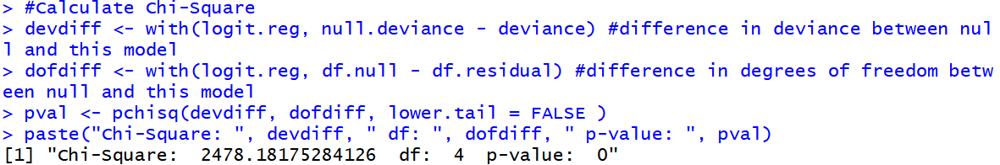 > #Calculate Chi-Square
> devdiff <- with(logit.reg, null.deviance - deviance) #difference in deviance between nul
l and this model
> dofdiff <- with(logit.reg, df.null - df.residual) #difference in degrees of freedom betw
een null and this model
> pval <- pchisq(devdiff, dofdiff, lower.tail = FALSE )
> paste("Chi-Square: ", devdiff, " df: ", dofdiff, " p-value: ", pval)
[1] "Chi-Square:  2478.18175284126  df:  4  p-value:  0"